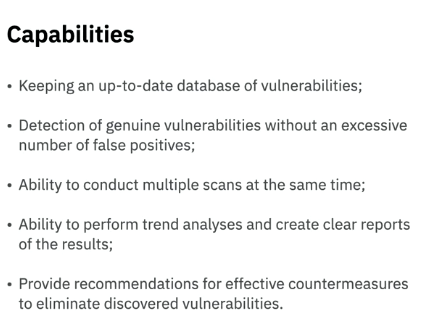 Capabilities
• Keeping an up-to-date database of vulnerabilities;
• Detection of genuine vulnerabilities without an excessive
number of false positives;
• Ability to conduct multiple scans at the same time;
• Ability to perform trend analyses and create clear reports
of the results;
• Provide recommendations for effective countermeasures
to eliminate discovered vulnerabilities.